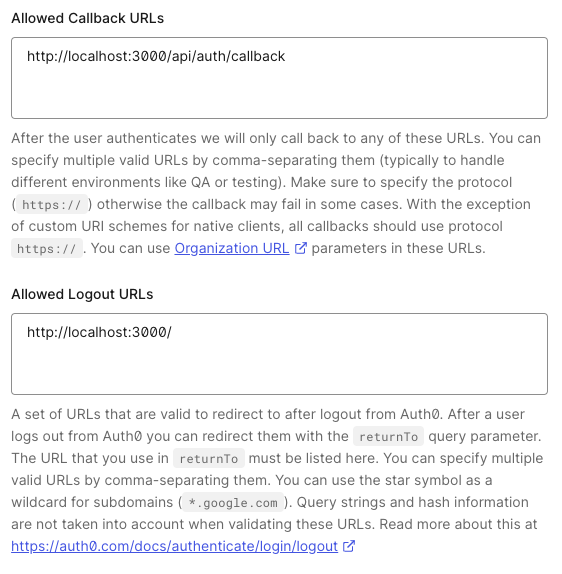 Allowed Callback URLs
http://localhost:3000/api/auth/callback
After the user authenticates we will only call back to any of these URLs. You can
specify multiple valid URLs by comma-separating them (typically to handle
different environments like QA or testing). Make sure to specify the protocol
( https:// ) otherwise the callback may fail in some cases. With the exception
of custom URI schemes for native clients, all callbacks should use protocol
https:// . You can use Organization URL parameters in these URLs.
Allowed Logout URLs
http://localhost:3000/
A set of URLs that are valid to redirect to after logout from Auth0. After a user
logs out from Auth0 you can redirect them with the returnTo query parameter.
The URL that you use in returnTo must be listed here. You can specify multiple
valid URLs by comma-separating them. You can use the star symbol as a
wildcard for subdomains ( *.google.com ). Query strings and hash information
are not taken into account when validating these URLs. Read more about this at
https://auth0.com/docs/authenticate/login/logout